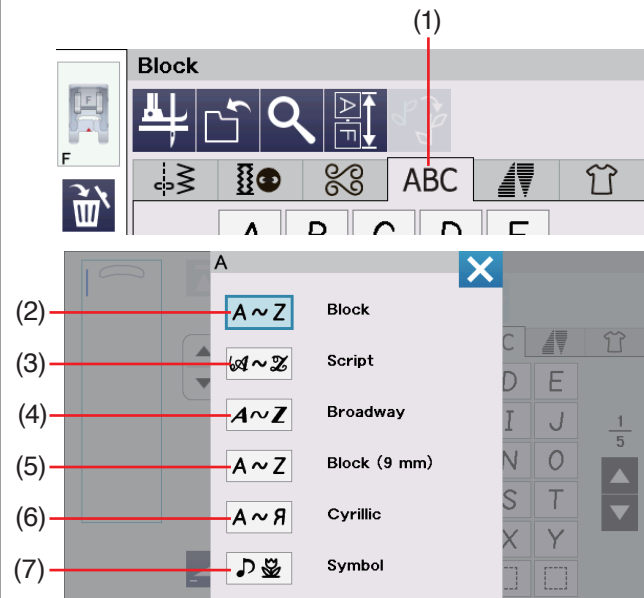 (1)
Block
F
A F
ABC
A B C D E
A
(2) A ~ Z Block
(3) A ~ Z Script
(4) A ~ Z Broadway
(5) A ~ Z Block (9 mm)
(6) A ~ Я Cyrillic
(7) Symbol
C
D E
I J
N O
S T
X Y
1
5